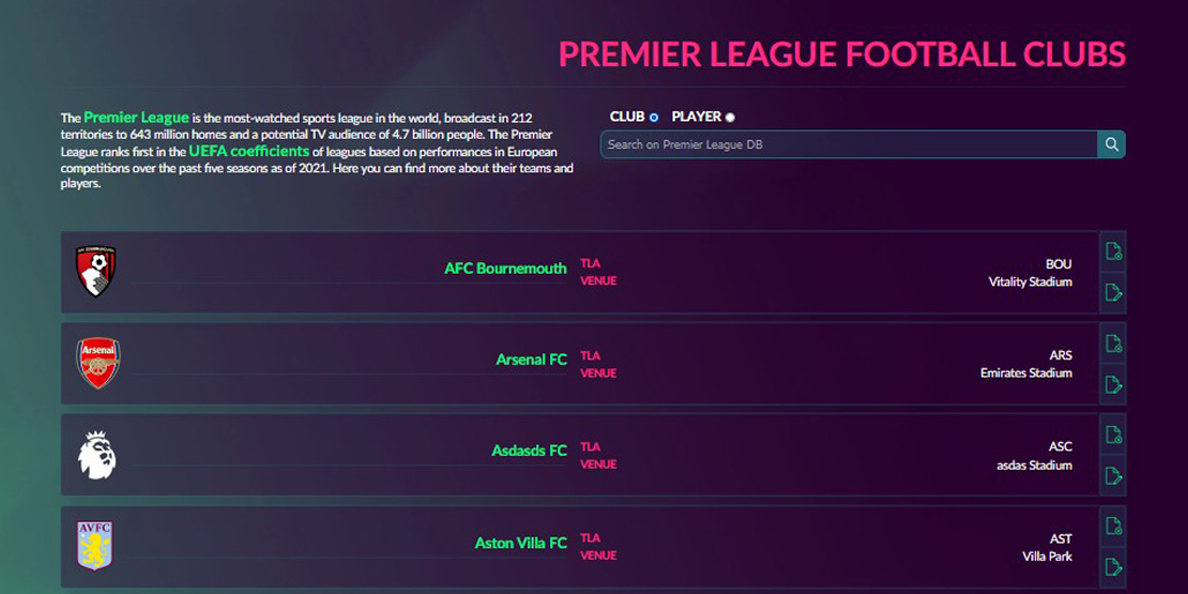 PREMIER LEAGUE FOOTBALL CLUBS
The Premier League is the most-watched sports league in the world, broadcast in 212
territories to 643 million homes and a potential TV audience of 4.7 billion people. The Premier
League ranks first in the UEFA coefficients of leagues based on performances in European
competitions over the past five seasons as of 2021. Here you can find more about their teams and
players.
CLUB PLAYER
Search on Premier League DB
AFC Bournemouth
TLA BOU
VENUE Vitality Stadium
Arsenal
Arsenal FC
TLA ARS
VENUE Emirates Stadium
Asdasds FC
TLA ASC
VENUE asdas Stadium
AVFC
Aston Villa FC
TLA AST
VENUE Villa Park